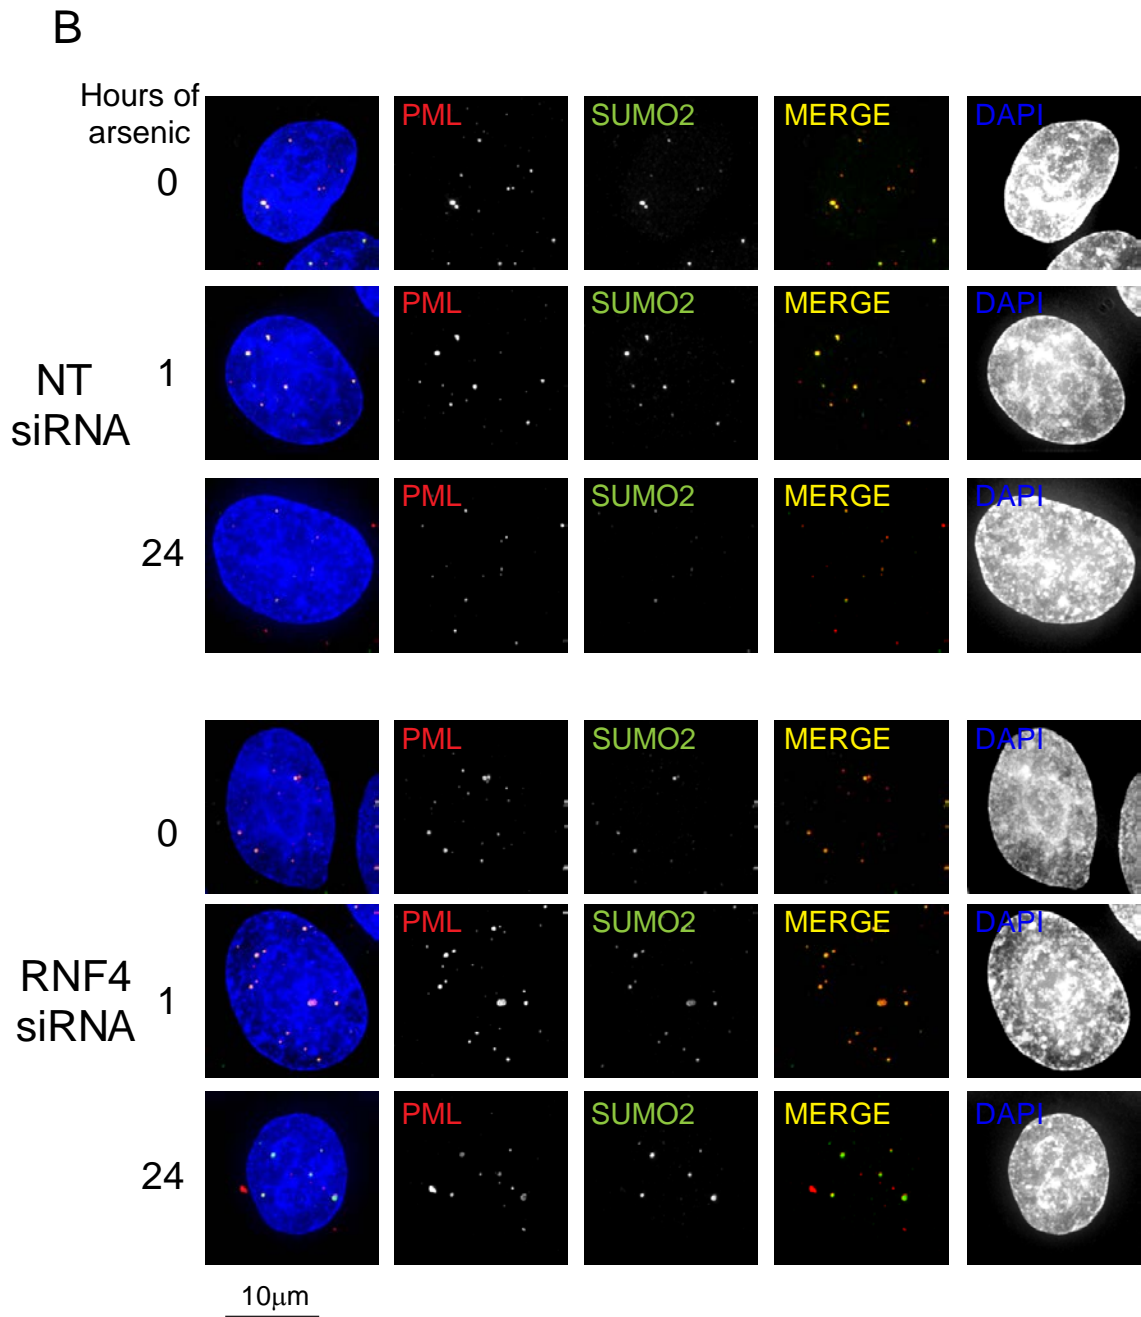 B
Hours of
arsenic
0
PML
SUMO2
MERGE
DAPI
NT
siRNA
1
PML
SUMO2
MERGE
DAPI
24
PML
SUMO2
MERGE
DAPI
0
PML
SUMO2
MERGE
DAPI
RNF4
siRNA
1
PML
SUMO2
MERGE
DAPI
24
PML
SUMO2
MERGE
DAPI
10μm